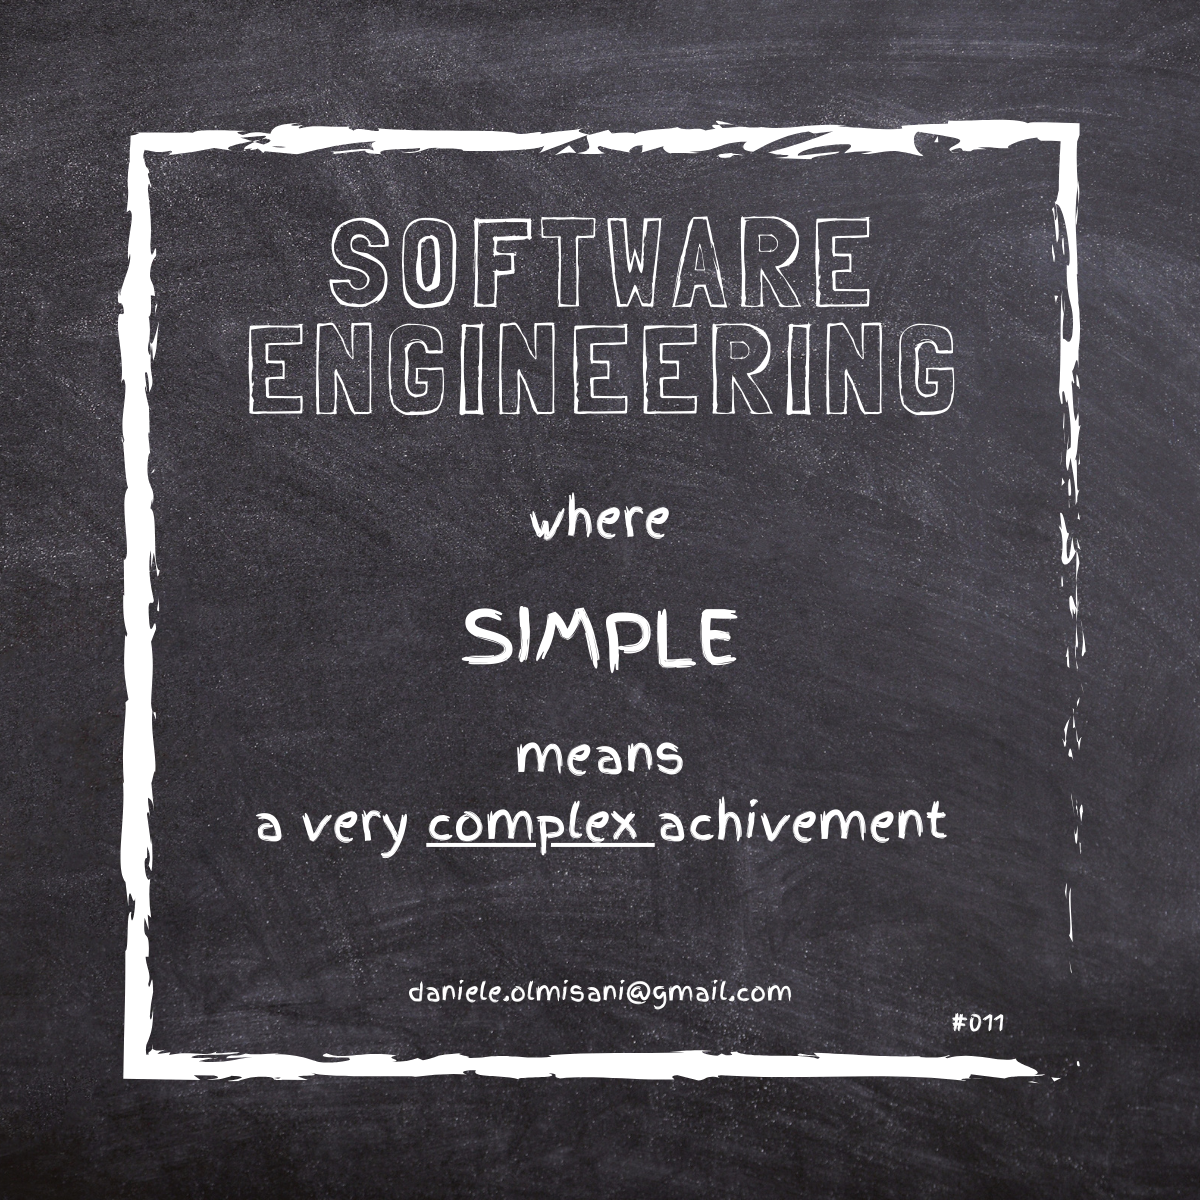 SOFTWARE
ENGINEERING
where
SIMPLE
means
a very complex achivement
daniele.olmisani@gmail.com
#011